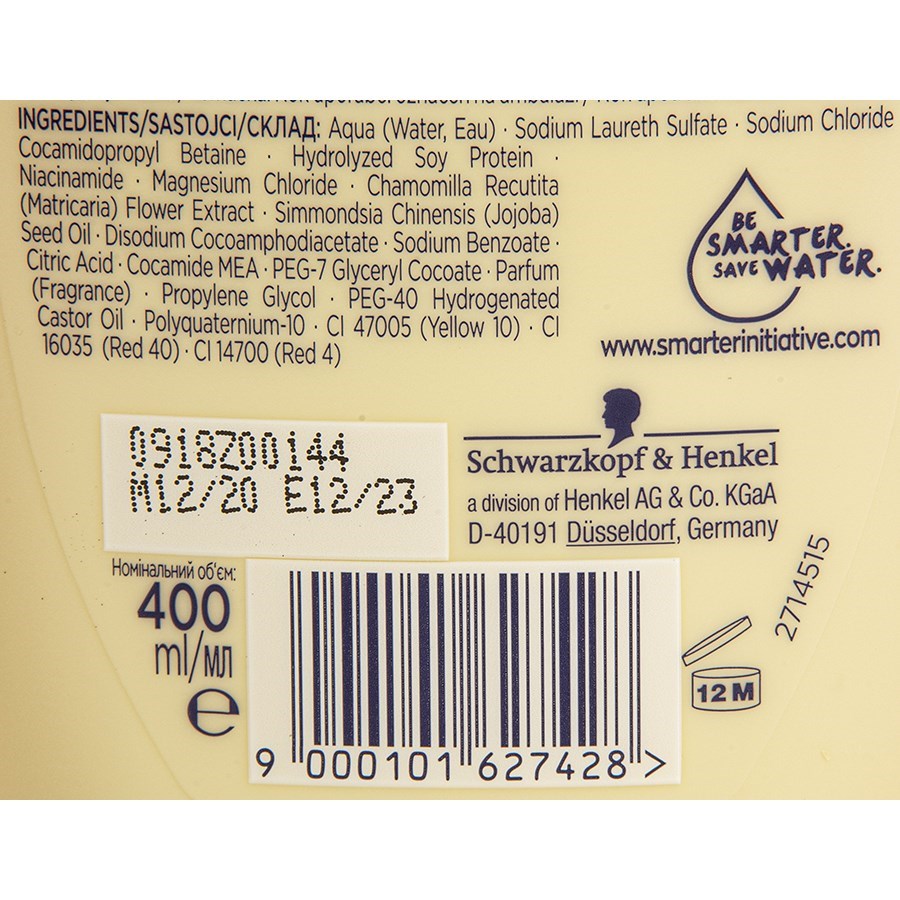 INGREDIENTS/SASTOJCI/СКЛАД: Aqua (Water, Eau) · Sodium Laureth Sulfate · Sodium Chloride
Cocamidopropyl Betaine · Hydrolyzed Soy Protein ·
Niacinamide · Magnesium Chloride · Chamomilla Recutita
(Matricaria) Flower Extract · Simmondsia Chinensis (Jojoba)
Seed Oil · Disodium Cocoamphodiacetate · Sodium Benzoate ·
Citric Acid · Cocamide MEA · PEG-7 Glyceryl Cocoate · Parfum
(Fragrance) · Propylene Glycol · PEG-40 Hydrogenated
Castor Oil · Polyquaternium-10 · CI 47005 (Yellow 10) · CI
16035 (Red 40) · CI 14700 (Red 4)
BE
SMARTER.
SAVE WATER.
www.smarterinitiative.com
0918Z00144
M12/20 E12/23
Schwarzkopf & Henkel
a division of Henkel AG & Co. KGaA
D-40191 Düsseldorf, Germany
2714515
Номінальний об'єм:
400
ml/мл
e
12 M
9 000101 627428 >